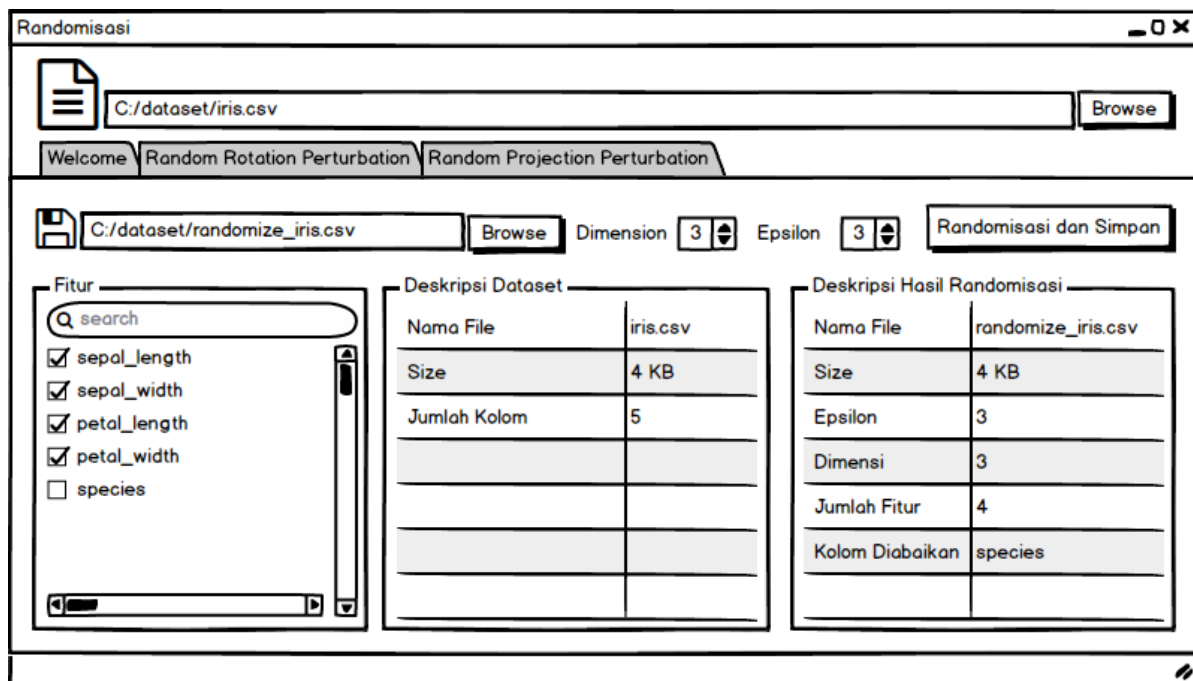 Randomisasi
C:/dataset/iris.csv Browse
Welcome Random Rotation Perturbation Random Projection Perturbation
C:/dataset/randomize_iris.csv Browse Dimension 3 Epsilon 3 Randomisasi dan Simpan
Fitur
search
sepal_length
sepal_width
petal_length
petal_width
species
Deskripsi Dataset
Nama File iris.csv
Size 4 KB
Jumlah Kolom 5
Deskripsi Hasil Randomisasi
Nama File randomize_iris.csv
Size 4 KB
Epsilon 3
Dimensi 3
Jumlah Fitur 4
Kolom Diabaikan species